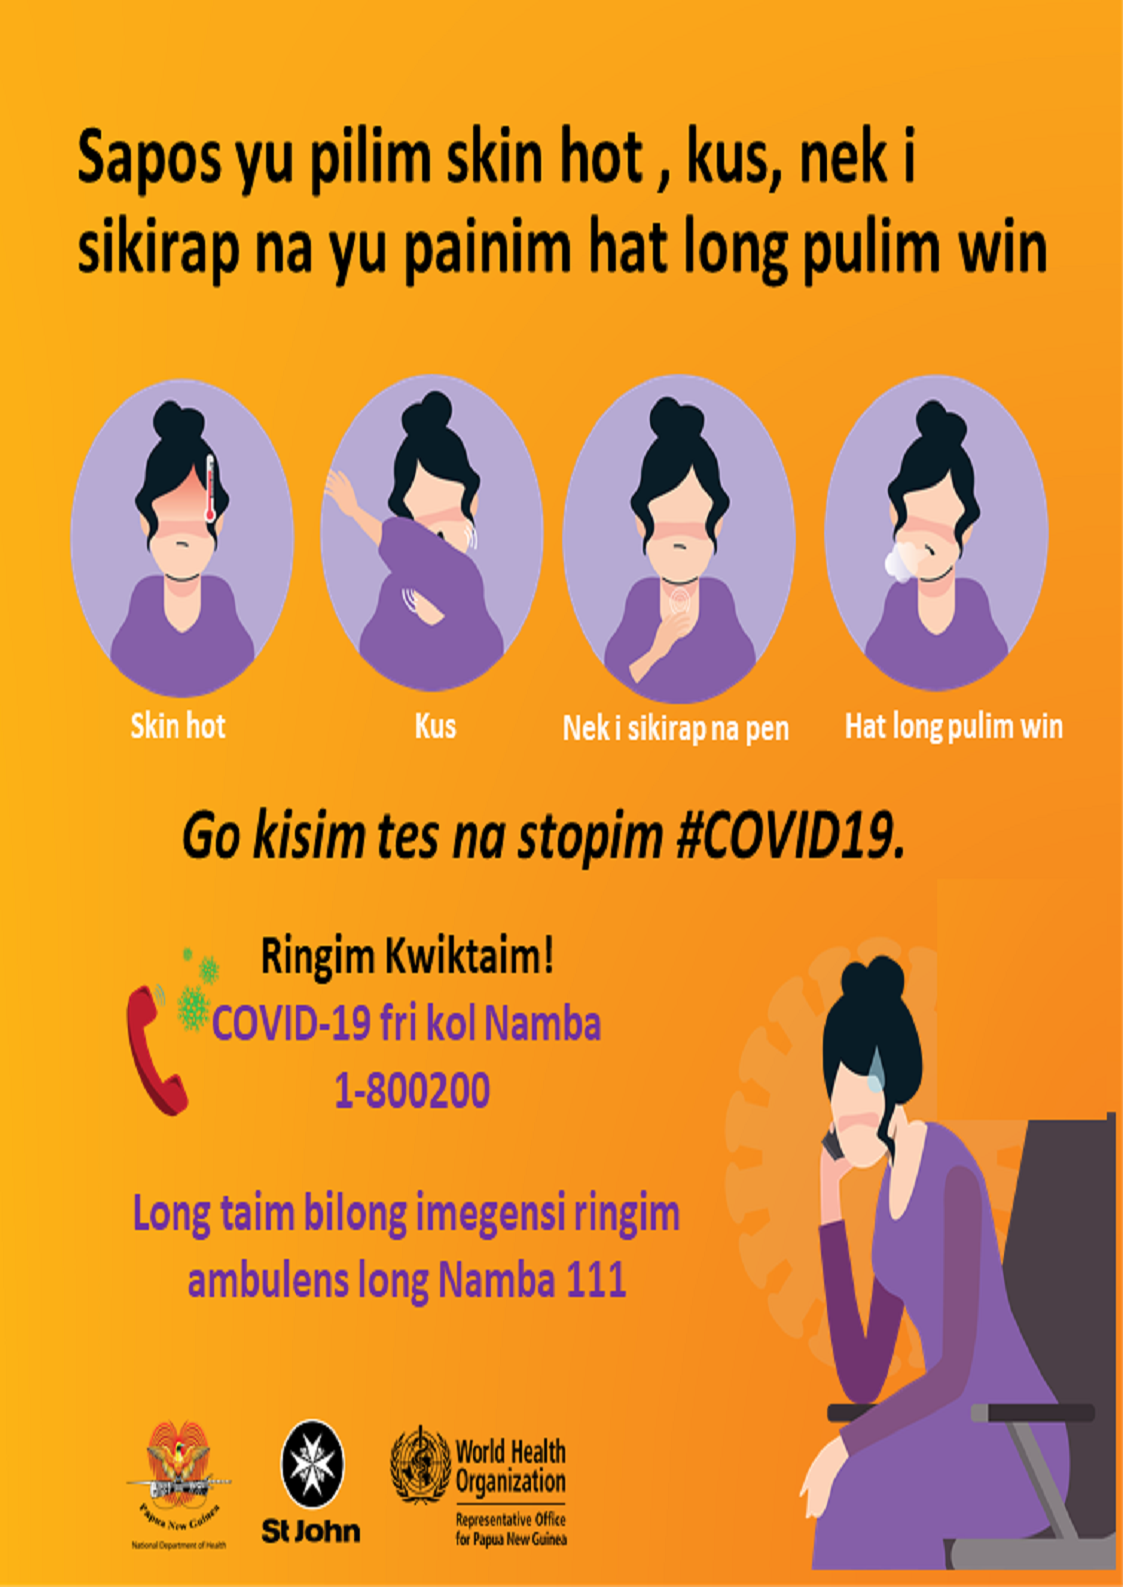 Sapos yu pilim skin hot , kus, nek i
sikirap na yu painim hat long pulim win
Skin hot
Kus
Nek i sikirap na pen
Hat long pulim win
Go kisim tes na stopim #COVID19.
Ringim Kwiktaim!
COVID-19 fri kol Namba
1-800200
Long taim bilong imegensi ringim
ambulens long Namba 111
Papua New Guinea
National Department of Health
St John
World Health
Organization
Representative Office
for Papua New Guinea